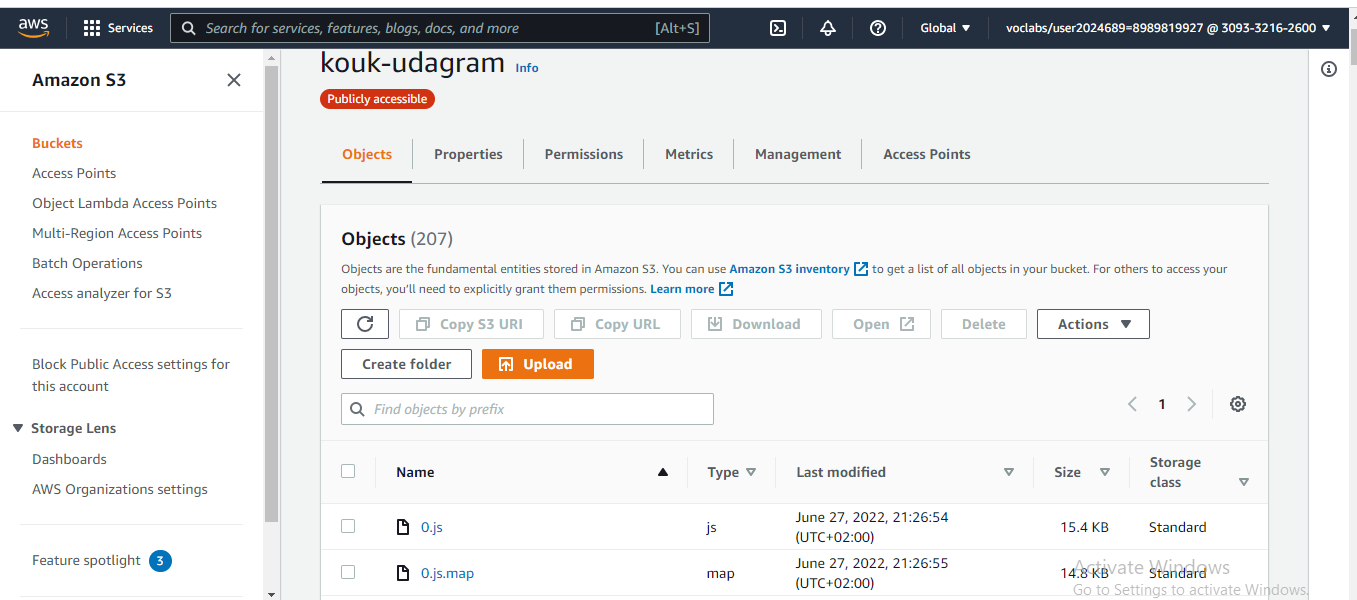 aws
Services
Search for services, features, blogs, docs, and more [Alt+S]
Global
voclabs/user2024689=8989819927 @ 3093-3216-2600
Amazon S3
Buckets
Access Points
Object Lambda Access Points
Multi-Region Access Points
Batch Operations
Access analyzer for S3
Block Public Access settings for
this account
Storage Lens
Dashboards
AWS Organizations settings
Feature spotlight 3
kouk-udagram Info
Publicly accessible
Objects Properties Permissions Metrics Management Access Points
Objects (207)
Objects are the fundamental entities stored in Amazon S3. You can use Amazon S3 inventory to get a list of all objects in your bucket. For others to access your
objects, you'll need to explicitly grant them permissions. Learn more
Copy S3 URI Copy URL Download Open Delete Actions
Create folder Upload
Find objects by prefix 1
Name Type Last modified Size Storage
class
0.js js June 27, 2022, 21:26:54
(UTC+02:00) 15.4 KB Standard
0.js.map map June 27, 2022, 21:26:55
(UTC+02:00) 14.8 KB Standard
Activate Windows
Go to Settings to activate Windows.